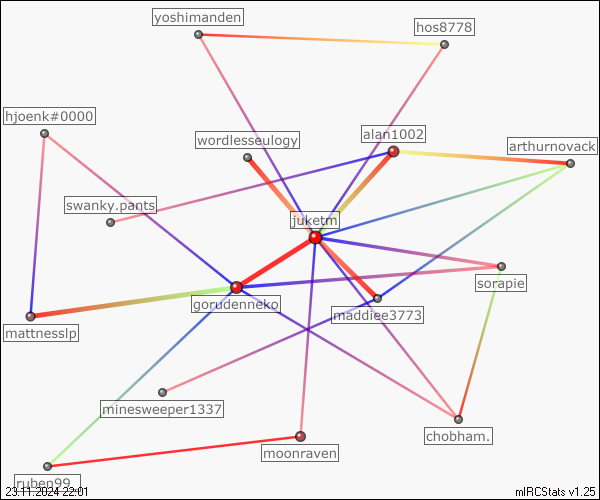 yoshimanden
hos8778
hjoenk#0000
alan1002
wordlesseulogy
arthurnovack
swanky.pants
juketm
sorapie
gorudenneko
maddiee3773
mattnesslp
minesweeper1337
chobham.
moonraven
ruben99_
23.11.2024 22:01
mIRCStats v1.25